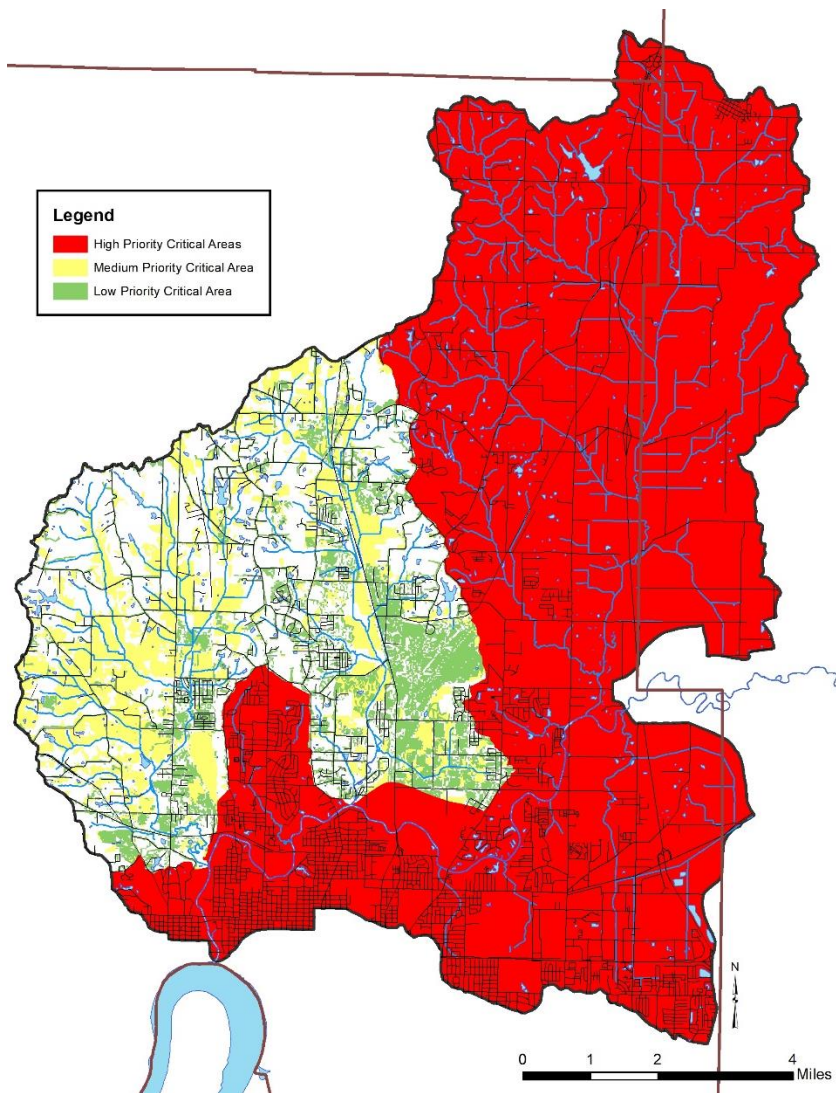 Legend
High Priority Critical Areas
Medium Priority Critical Area
Low Priority Critical Area
N
0 1 2 4
Miles